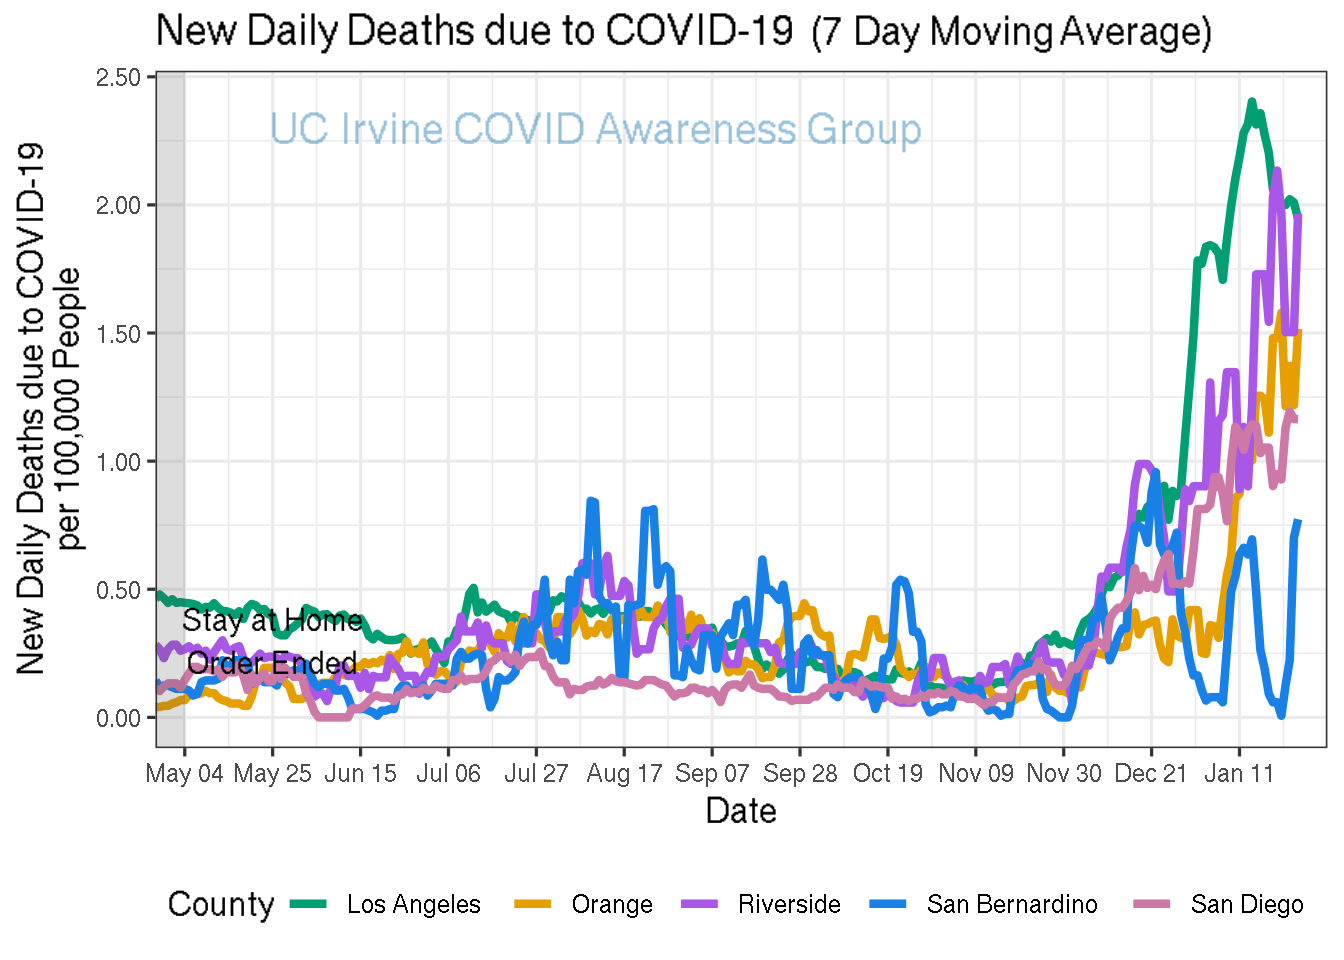 New Daily Deaths due to COVID-19 (7 Day Moving Average)
UC Irvine COVID Awareness Group
New Daily Deaths due to COVID-19
per 100,000 People
2.50
2.00
1.50
1.00
0.50
0.00
Stay at Home
Order Ended
May 04 May 25 Jun 15 Jul 06 Jul 27 Aug 17 Sep 07 Sep 28 Oct 19 Nov 09 Nov 30 Dec 21 Jan 11
Date
County Los Angeles Orange Riverside San Bernardino San Diego